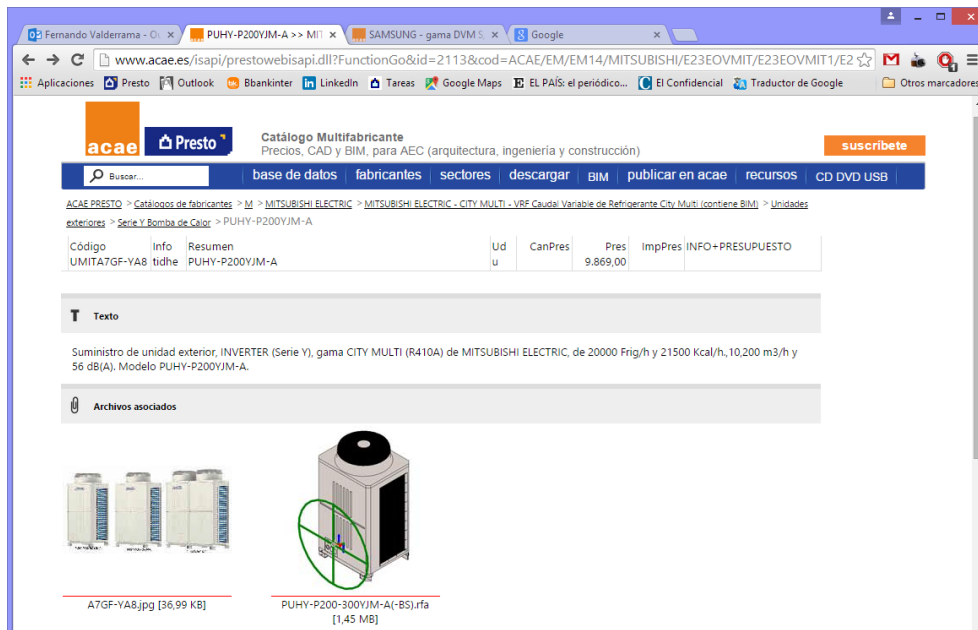 Fernando Valderrama - O
PUHY-P200YJM-A >> MIT
SAMSUNG - gama DVM S,
Google
www.acae.es/isapi/prestowebisapi.dll?FunctionGo&id=2113&cod=ACAE/EM/EM14/MITSUBISHI/E23EOVMIT/E23EOVMIT1/E2
Aplicaciones Presto Outlook Bbankinter LinkedIn Tareas Google Maps EL PAÍS: el periódico... El Confidencial Traductor de Google Otros marcadores
acae Presto
Catálogo Multifabricante
Precios, CAD y BIM, para AEC (arquitectura, ingeniería y construcción)
suscríbete
Buscar... base de datos fabricantes sectores descargar BIM publicar en acae recursos CD DVD USB
ACAE PRESTO > Catálogos de fabricantes > M > MITSUBISHI ELECTRIC > MITSUBISHI ELECTRIC - CITY MULTI - VRF Caudal Variable de Refrigerante City Multi (contiene BIM) > Unidades
exteriores > Serie Y Bomba de Calor > PUHY-P200YJM-A
Código Info Resumen Ud CanPres Pres ImpPres INFO+PRESUPUESTO
UMITA7GF-YA8 tidhe PUHY-P200YJM-A u 9.869,00
T Texto
Suministro de unidad exterior, INVERTER (Serie Y), gama CITY MULTI (R410A) de MITSUBISHI ELECTRIC, de 20000 Frig/h y 21500 Kcal/h.,10,200 m3/h y
56 dB(A). Modelo PUHY-P200YJM-A.
Archivos asociados
A7GF-YA8.jpg [36,99 KB]
PUHY-P200-300YJM-A(-BS).rfa
[1,45 MB]